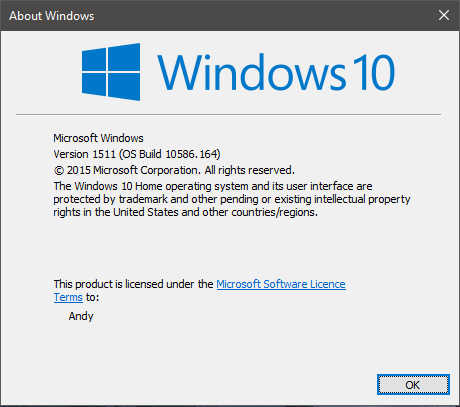 About Windows
Windows 10
Microsoft Windows
Version 1511 (OS Build 10586.164)
© 2015 Microsoft Corporation. All rights reserved.
The Windows 10 Home operating system and its user interface are
protected by trademark and other pending or existing intellectual property
rights in the United States and other countries/regions.
This product is licensed under the Microsoft Software Licence
Terms to:
Andy
OK